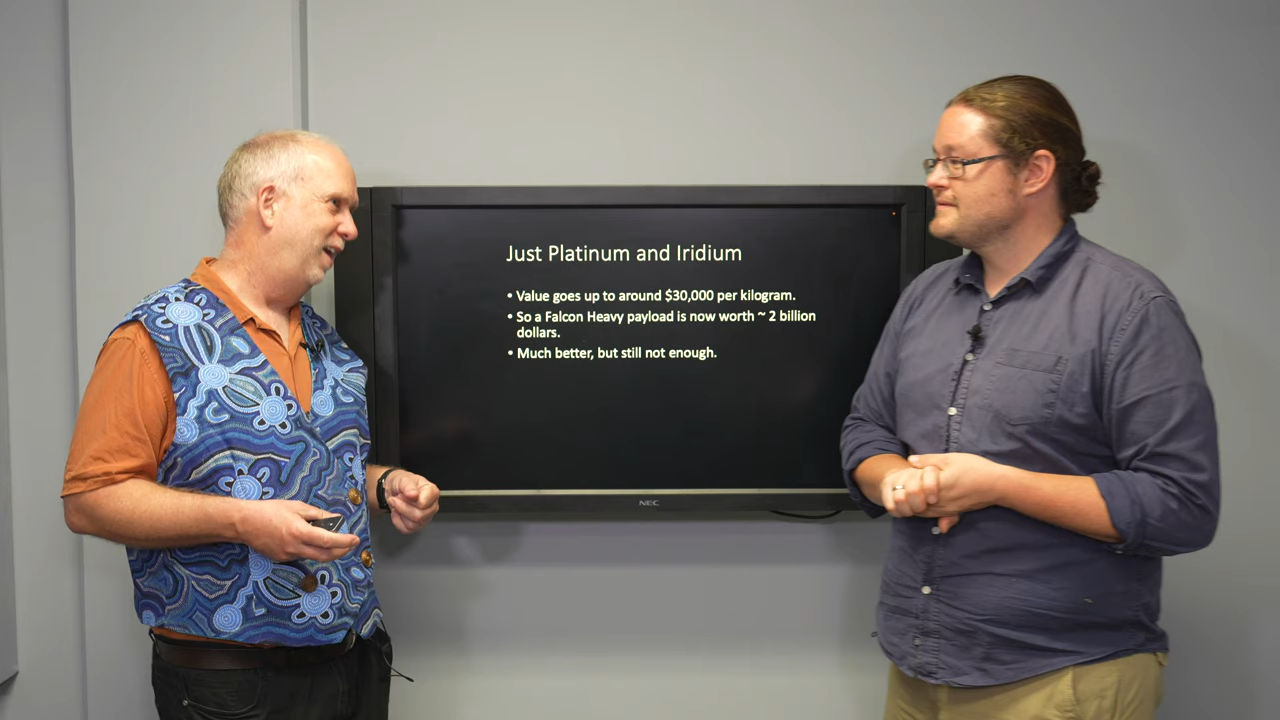 Just Platinum and Iridium
• Value goes up to around $30,000 per kilogram.
• So a Falcon Heavy payload is now worth ~ 2 billion
dollars.
• Much better, but still not enough.
NEC